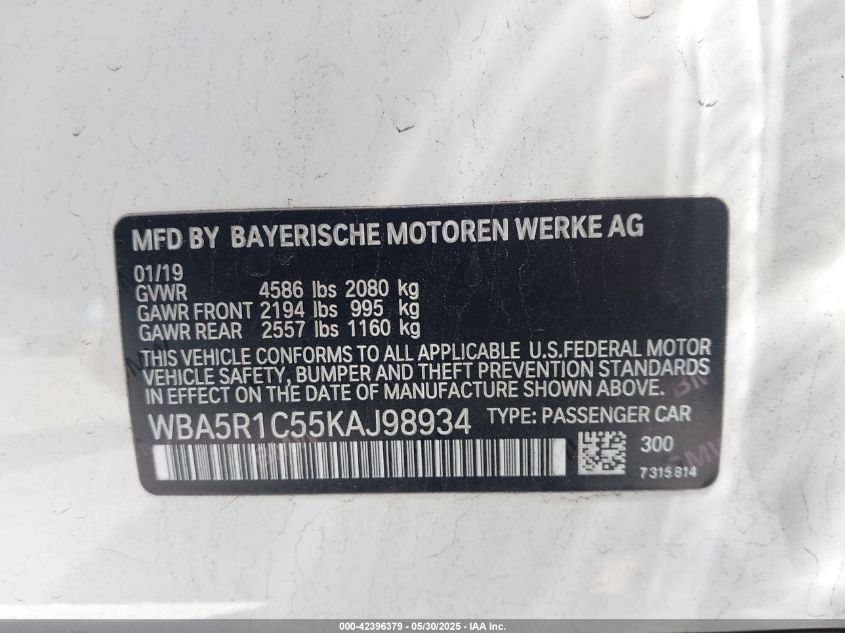 MFD BY BAYERISCHE MOTOREN WERKE AG
01/19
GVWR 4586 lbs 2080 kg
GAWR FRONT 2194 lbs 995 kg
GAWR REAR 2557 lbs 1160 kg
THIS VEHICLE CONFORMS TO ALL APPLICABLE U.S.FEDERAL MOTOR
VEHICLE SAFETY, BUMPER AND THEFT PREVENTION STANDARDS
IN EFFECT ON THE DATE OF MANUFACTURE SHOWN ABOVE.
WBA5R1C55KAJ98934 TYPE: PASSENGER CAR
300
7 315 814
000-42396379 - 05/30/2025 - IAA Inc.